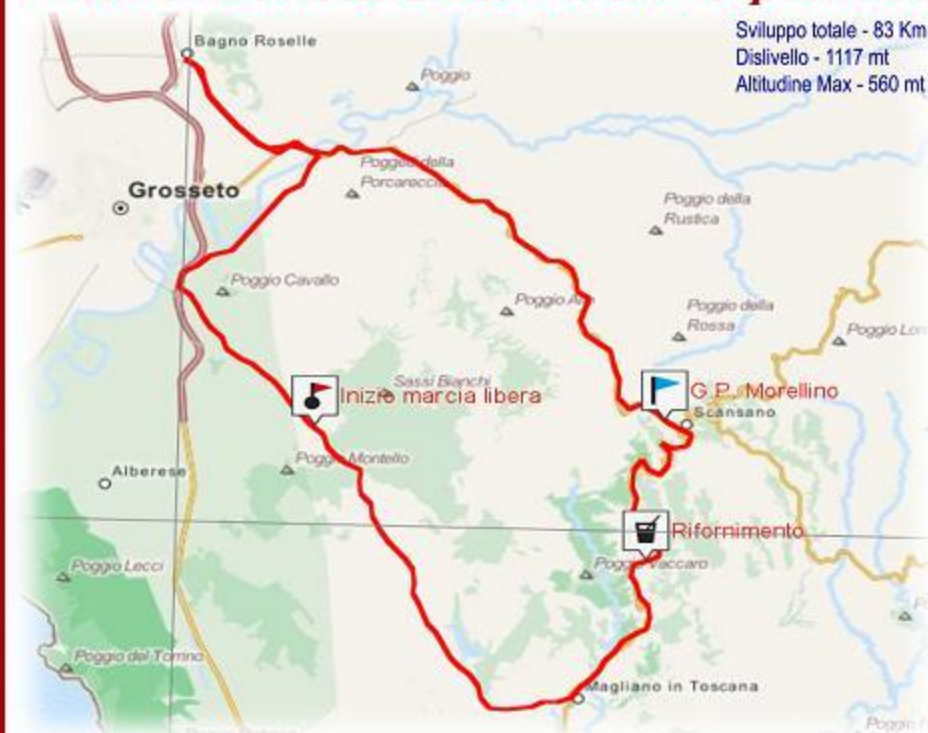 Sviluppo totale - 83 Km
Dislivello - 1117 mt
Altitudine Max - 560 mt
Bagno Roselle
Poggio
Poggio della
Porcareccia
Grosseto
Poggio della
Rustica
Poggio Cavallo
Poggio
Poggio della
Rossa
Sassi Bianchi
Inizio marcia libera
G.P. Morellino
Scansano
Poggio Montello
Alberese
Rifornimento
Poggio Lecci
Poggio Vaccaro
Poggio del Torrino
Magliano in Toscana